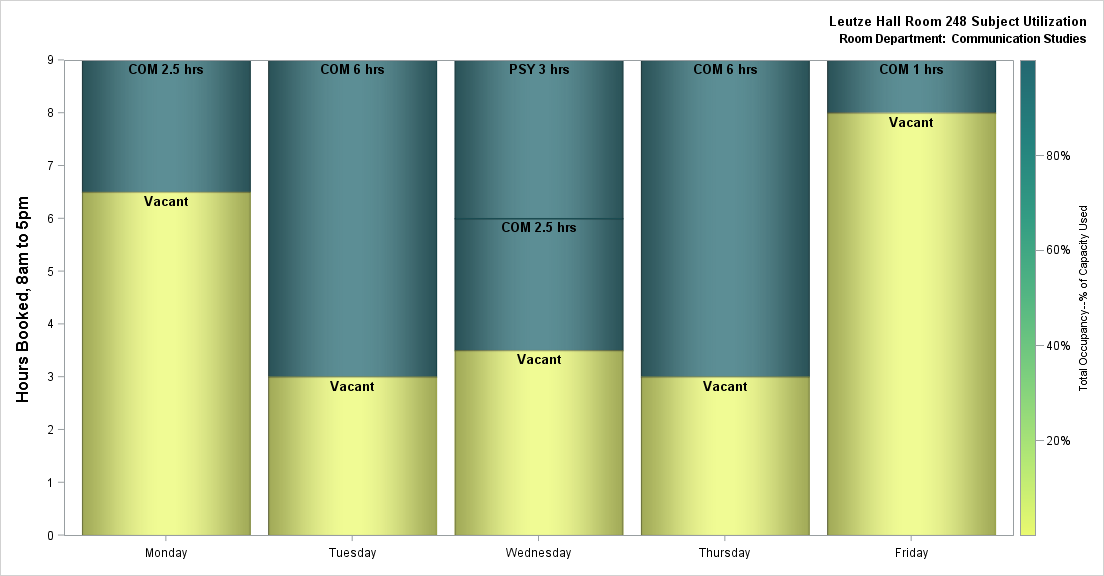 Leutze Hall Room 248 Subject Utilization
Room Department: Communication Studies
Hours Booked, 8am to 5pm
9
8
7
6
5
4
3
2
1
0
COM 2.5 hrs
Vacant
COM 6 hrs
Vacant
PSY 3 hrs
COM 2.5 hrs
Vacant
COM 6 hrs
Vacant
COM 1 hrs
Vacant
Monday
Tuesday
Wednesday
Thursday
Friday
80%
60%
40%
20%
Total Occupancy--% of Capacity Used